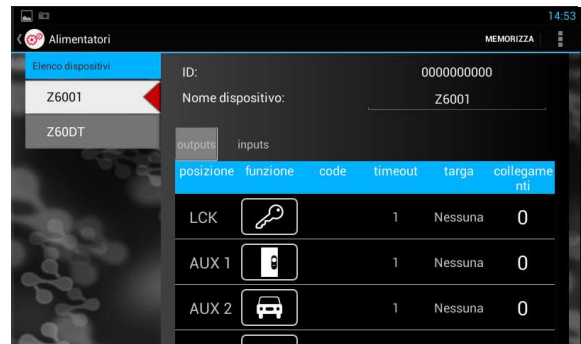 14:53
Alimentatori
MEMORIZZA
Elenco dispositivi
Z6001
Z60DT
ID: 0000000000
Nome dispositivo: Z6001
outputs inputs
posizione funzione code timeout targa collegame
nti
LCK 1 Nessuna 0
AUX 1 1 Nessuna 0
AUX 2 1 Nessuna 0